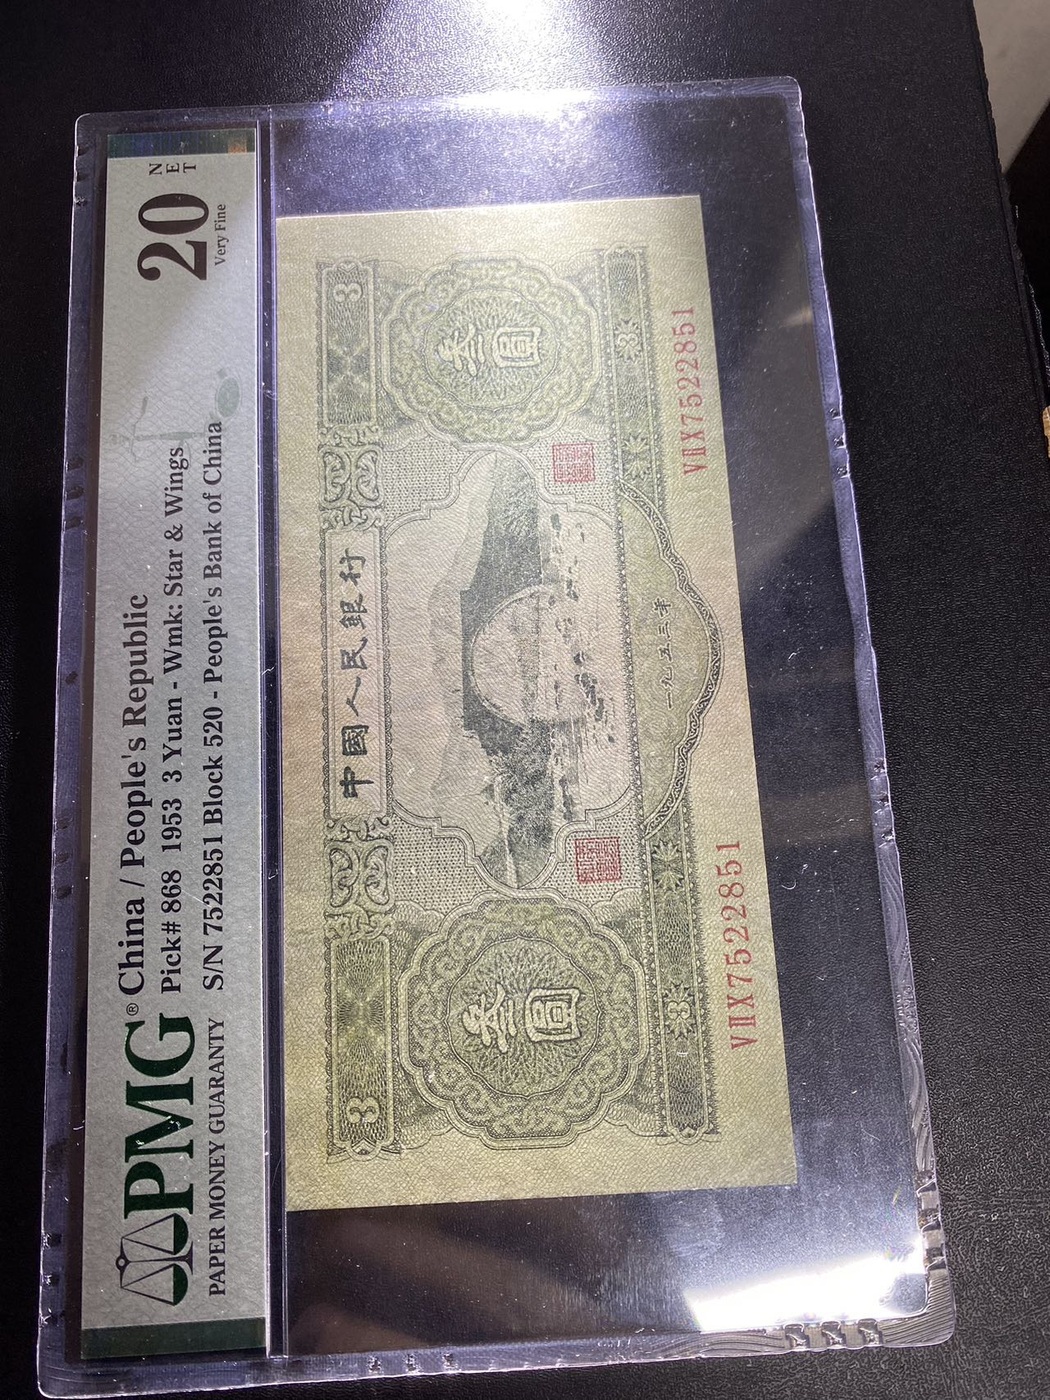 PMG®
PAPER MONEY GUARANTY
China / People's Republic
Pick# 868 1953 3 Yuan - Wmk: Star & Wings
S/N 7522851 Block 520 - People's Bank of China
20
NET
Very Fine
中國人民銀行
3
3
叁圓
叁圓
一九五三年
3
3
VIIX7522851
VIIX7522851